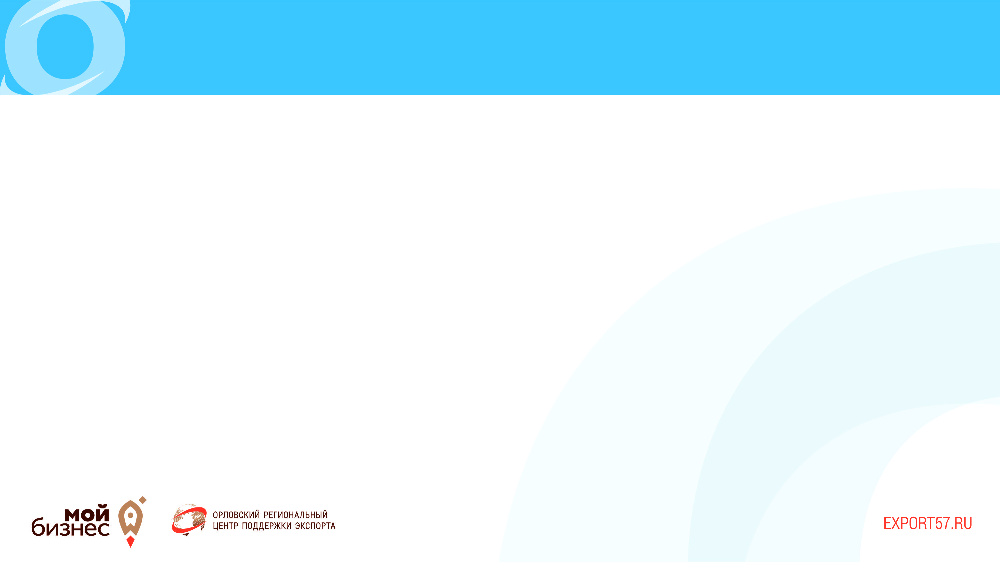 мой
бизнес
ОРЛОВСКИЙ РЕГИОНАЛЬНЫЙ
ЦЕНТР ПОДДЕРЖКИ ЭКСПОРТА
EXPORT57.RU